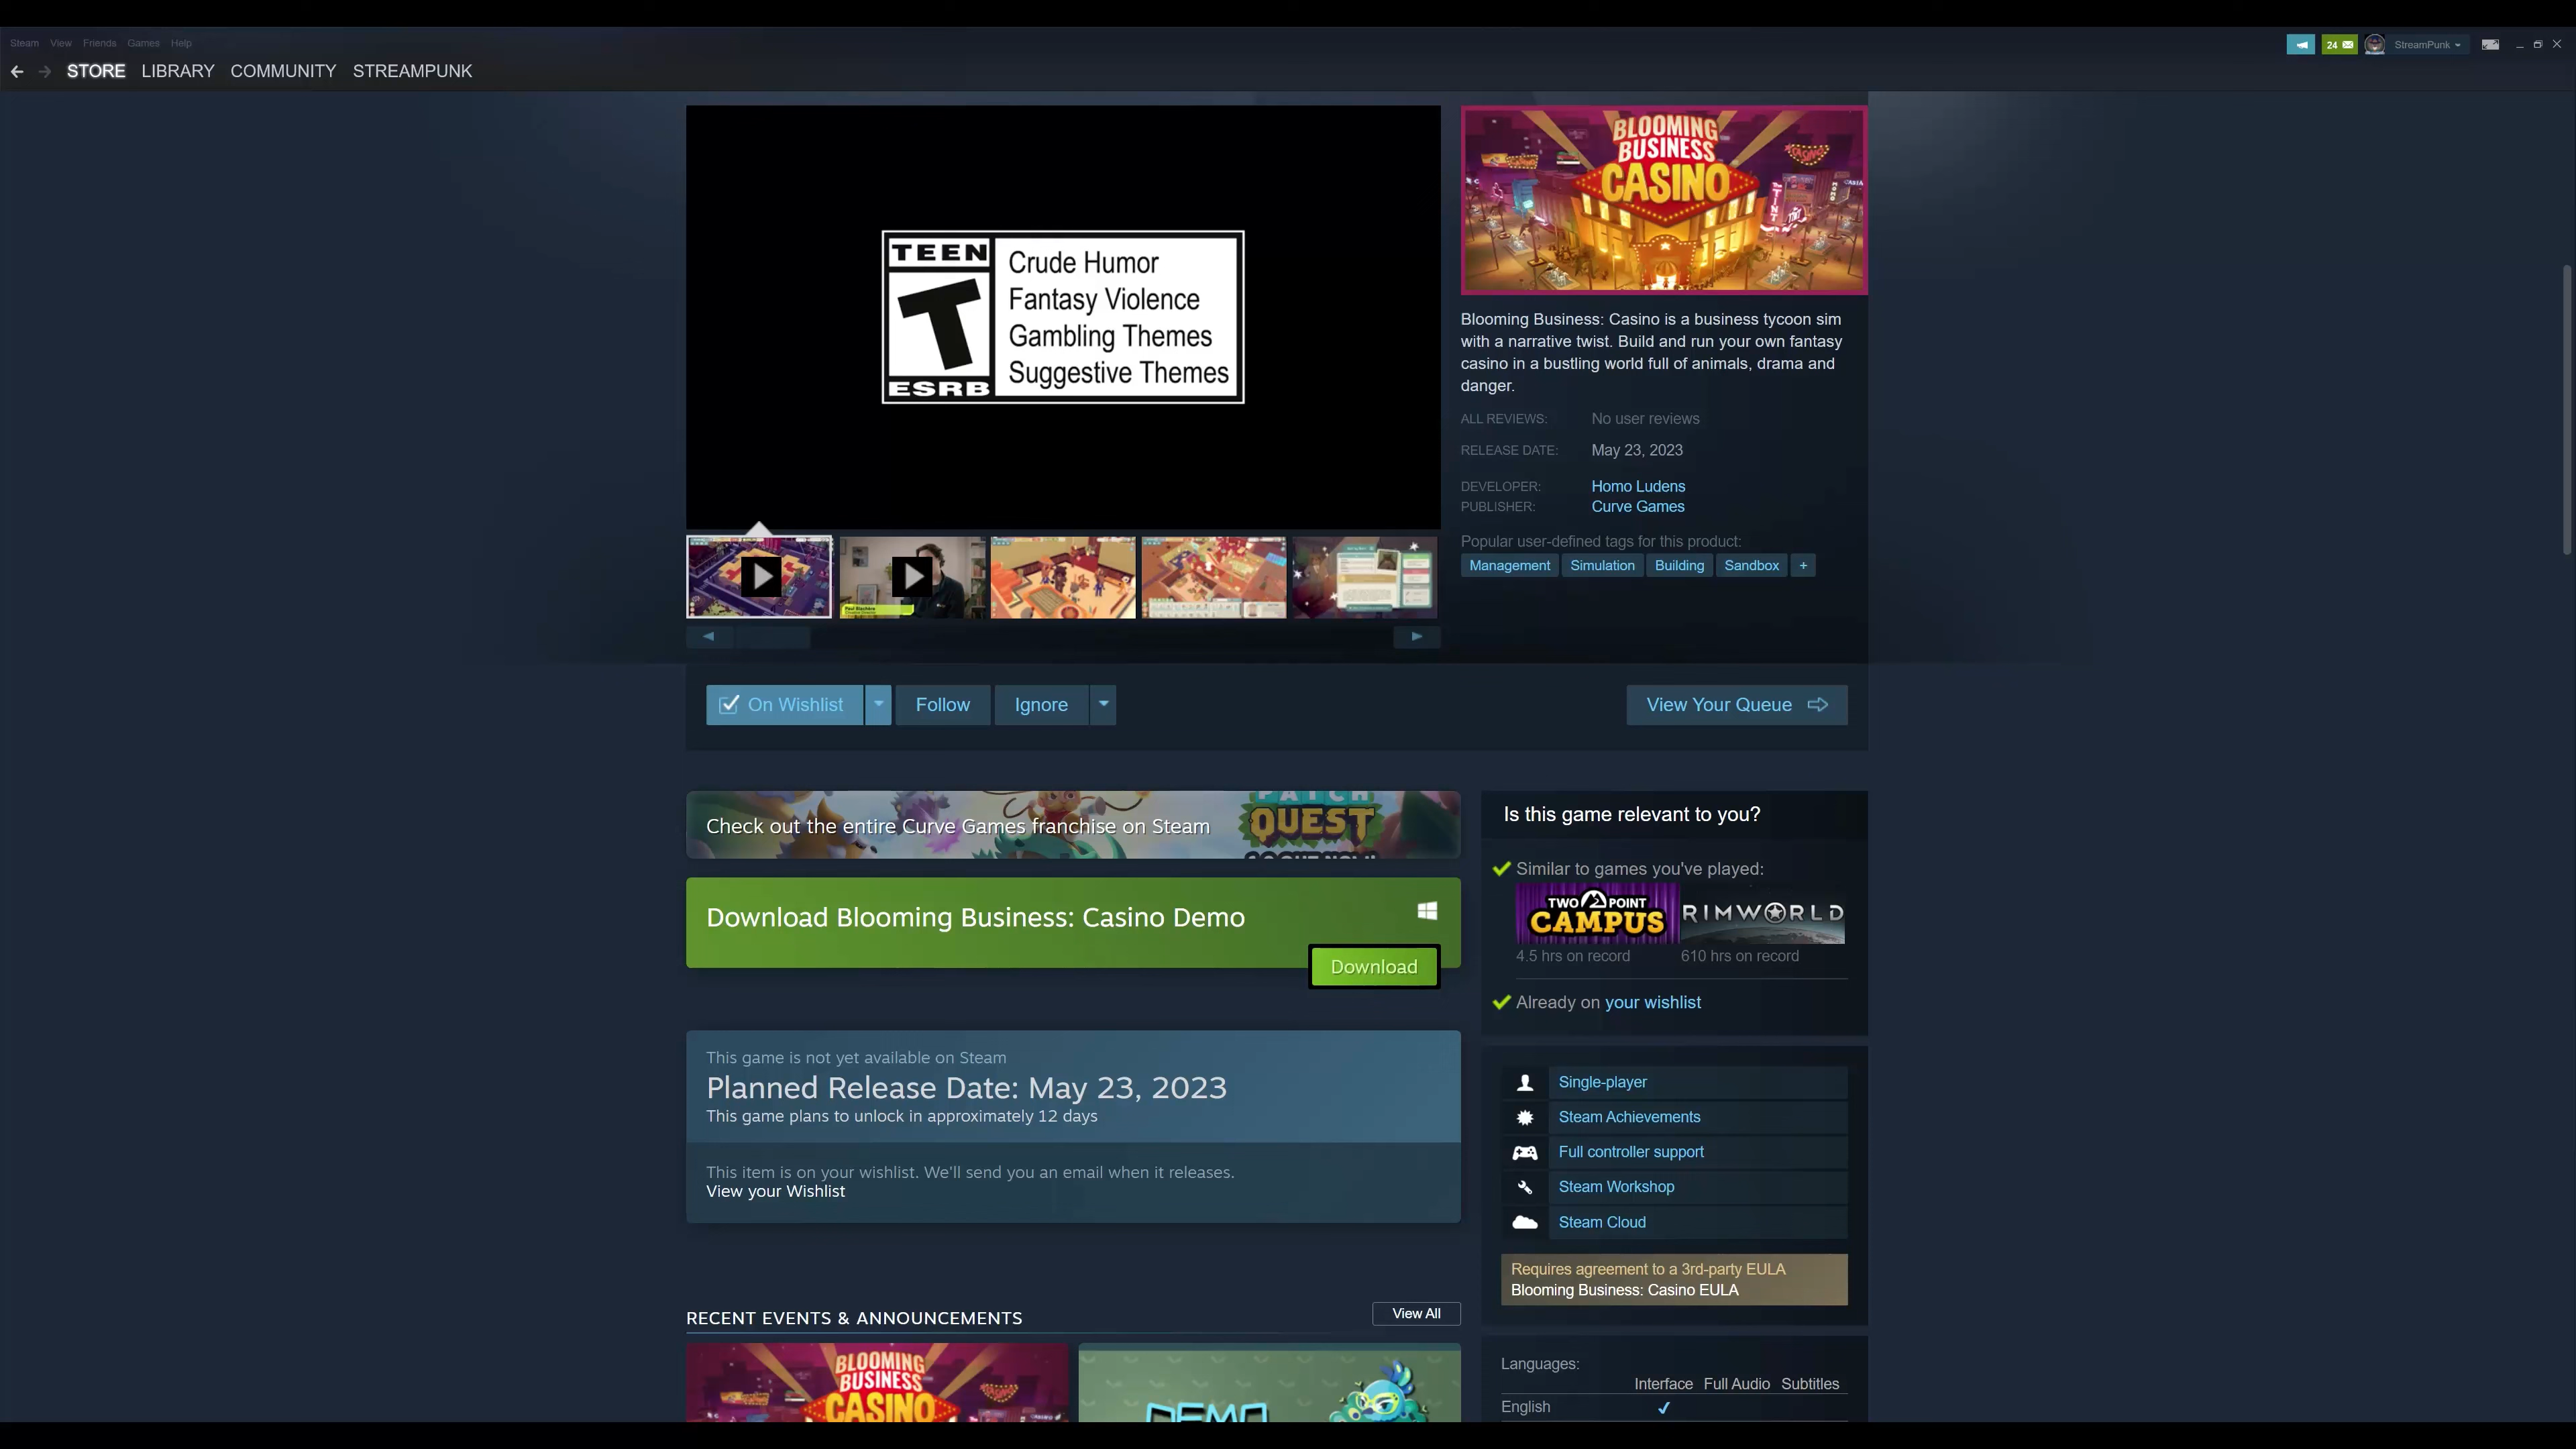 Steam View Friends Games Help
24 StreamPunk
STORE LIBRARY COMMUNITY STREAMPUNK
TEEN
T
ESRB
Crude Humor
Fantasy Violence
Gambling Themes
Suggestive Themes
BLOOMING
BUSINESS
CASINO
Blooming Business: Casino is a business tycoon sim
with a narrative twist. Build and run your own fantasy
casino in a bustling world full of animals, drama and
danger.
ALL REVIEWS: No user reviews
RELEASE DATE: May 23, 2023
DEVELOPER: Homo Ludens
PUBLISHER: Curve Games
Popular user-defined tags for this product:
Management Simulation Building Sandbox +
On Wishlist Follow Ignore View Your Queue
Check out the entire Curve Games franchise on Steam
PATCH
QUEST
Download Blooming Business: Casino Demo
Download
This game is not yet available on Steam
Planned Release Date: May 23, 2023
This game plans to unlock in approximately 12 days
This item is on your wishlist. We'll send you an email when it releases.
View your Wishlist
RECENT EVENTS & ANNOUNCEMENTS View All
BLOOMING
BUSINESS
CASINO
DEMO
Is this game relevant to you?
Similar to games you've played:
TWO POINT
CAMPUS
RIMWORLD
4.5 hrs on record 610 hrs on record
Already on your wishlist
Single-player
Steam Achievements
Full controller support
Steam Workshop
Steam Cloud
Requires agreement to a 3rd-party EULA
Blooming Business: Casino EULA
Languages:
Interface Full Audio Subtitles
English